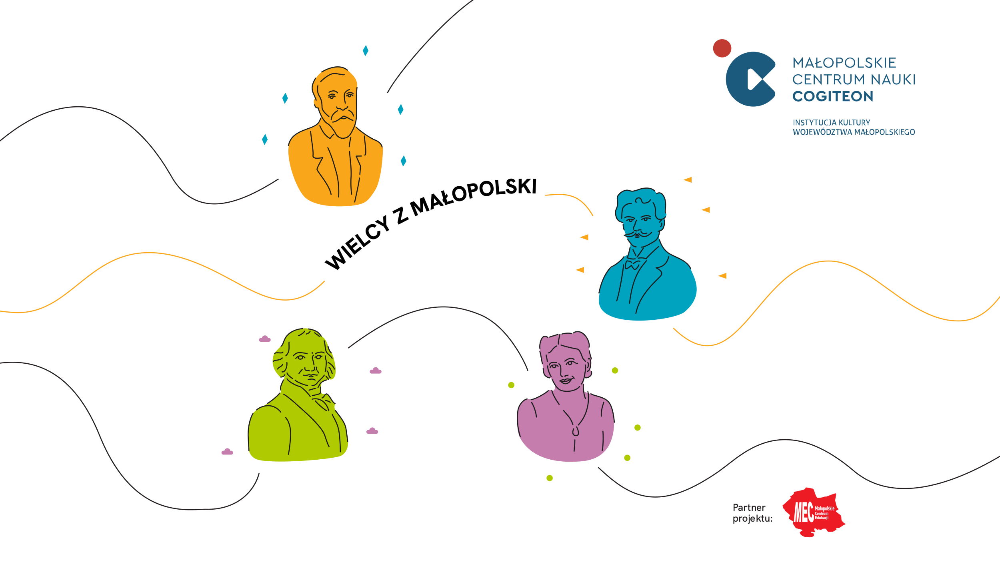 MAŁOPOLSKIE
CENTRUM NAUKI
COGITEON
INSTYTUCJA KULTURY
WOJEWÓDZTWA MAŁOPOLSKIEGO
WIELCY Z MAŁOPOLSKI
Partner
projektu:
MEC
Małopolskie
Centrum
Edukacji